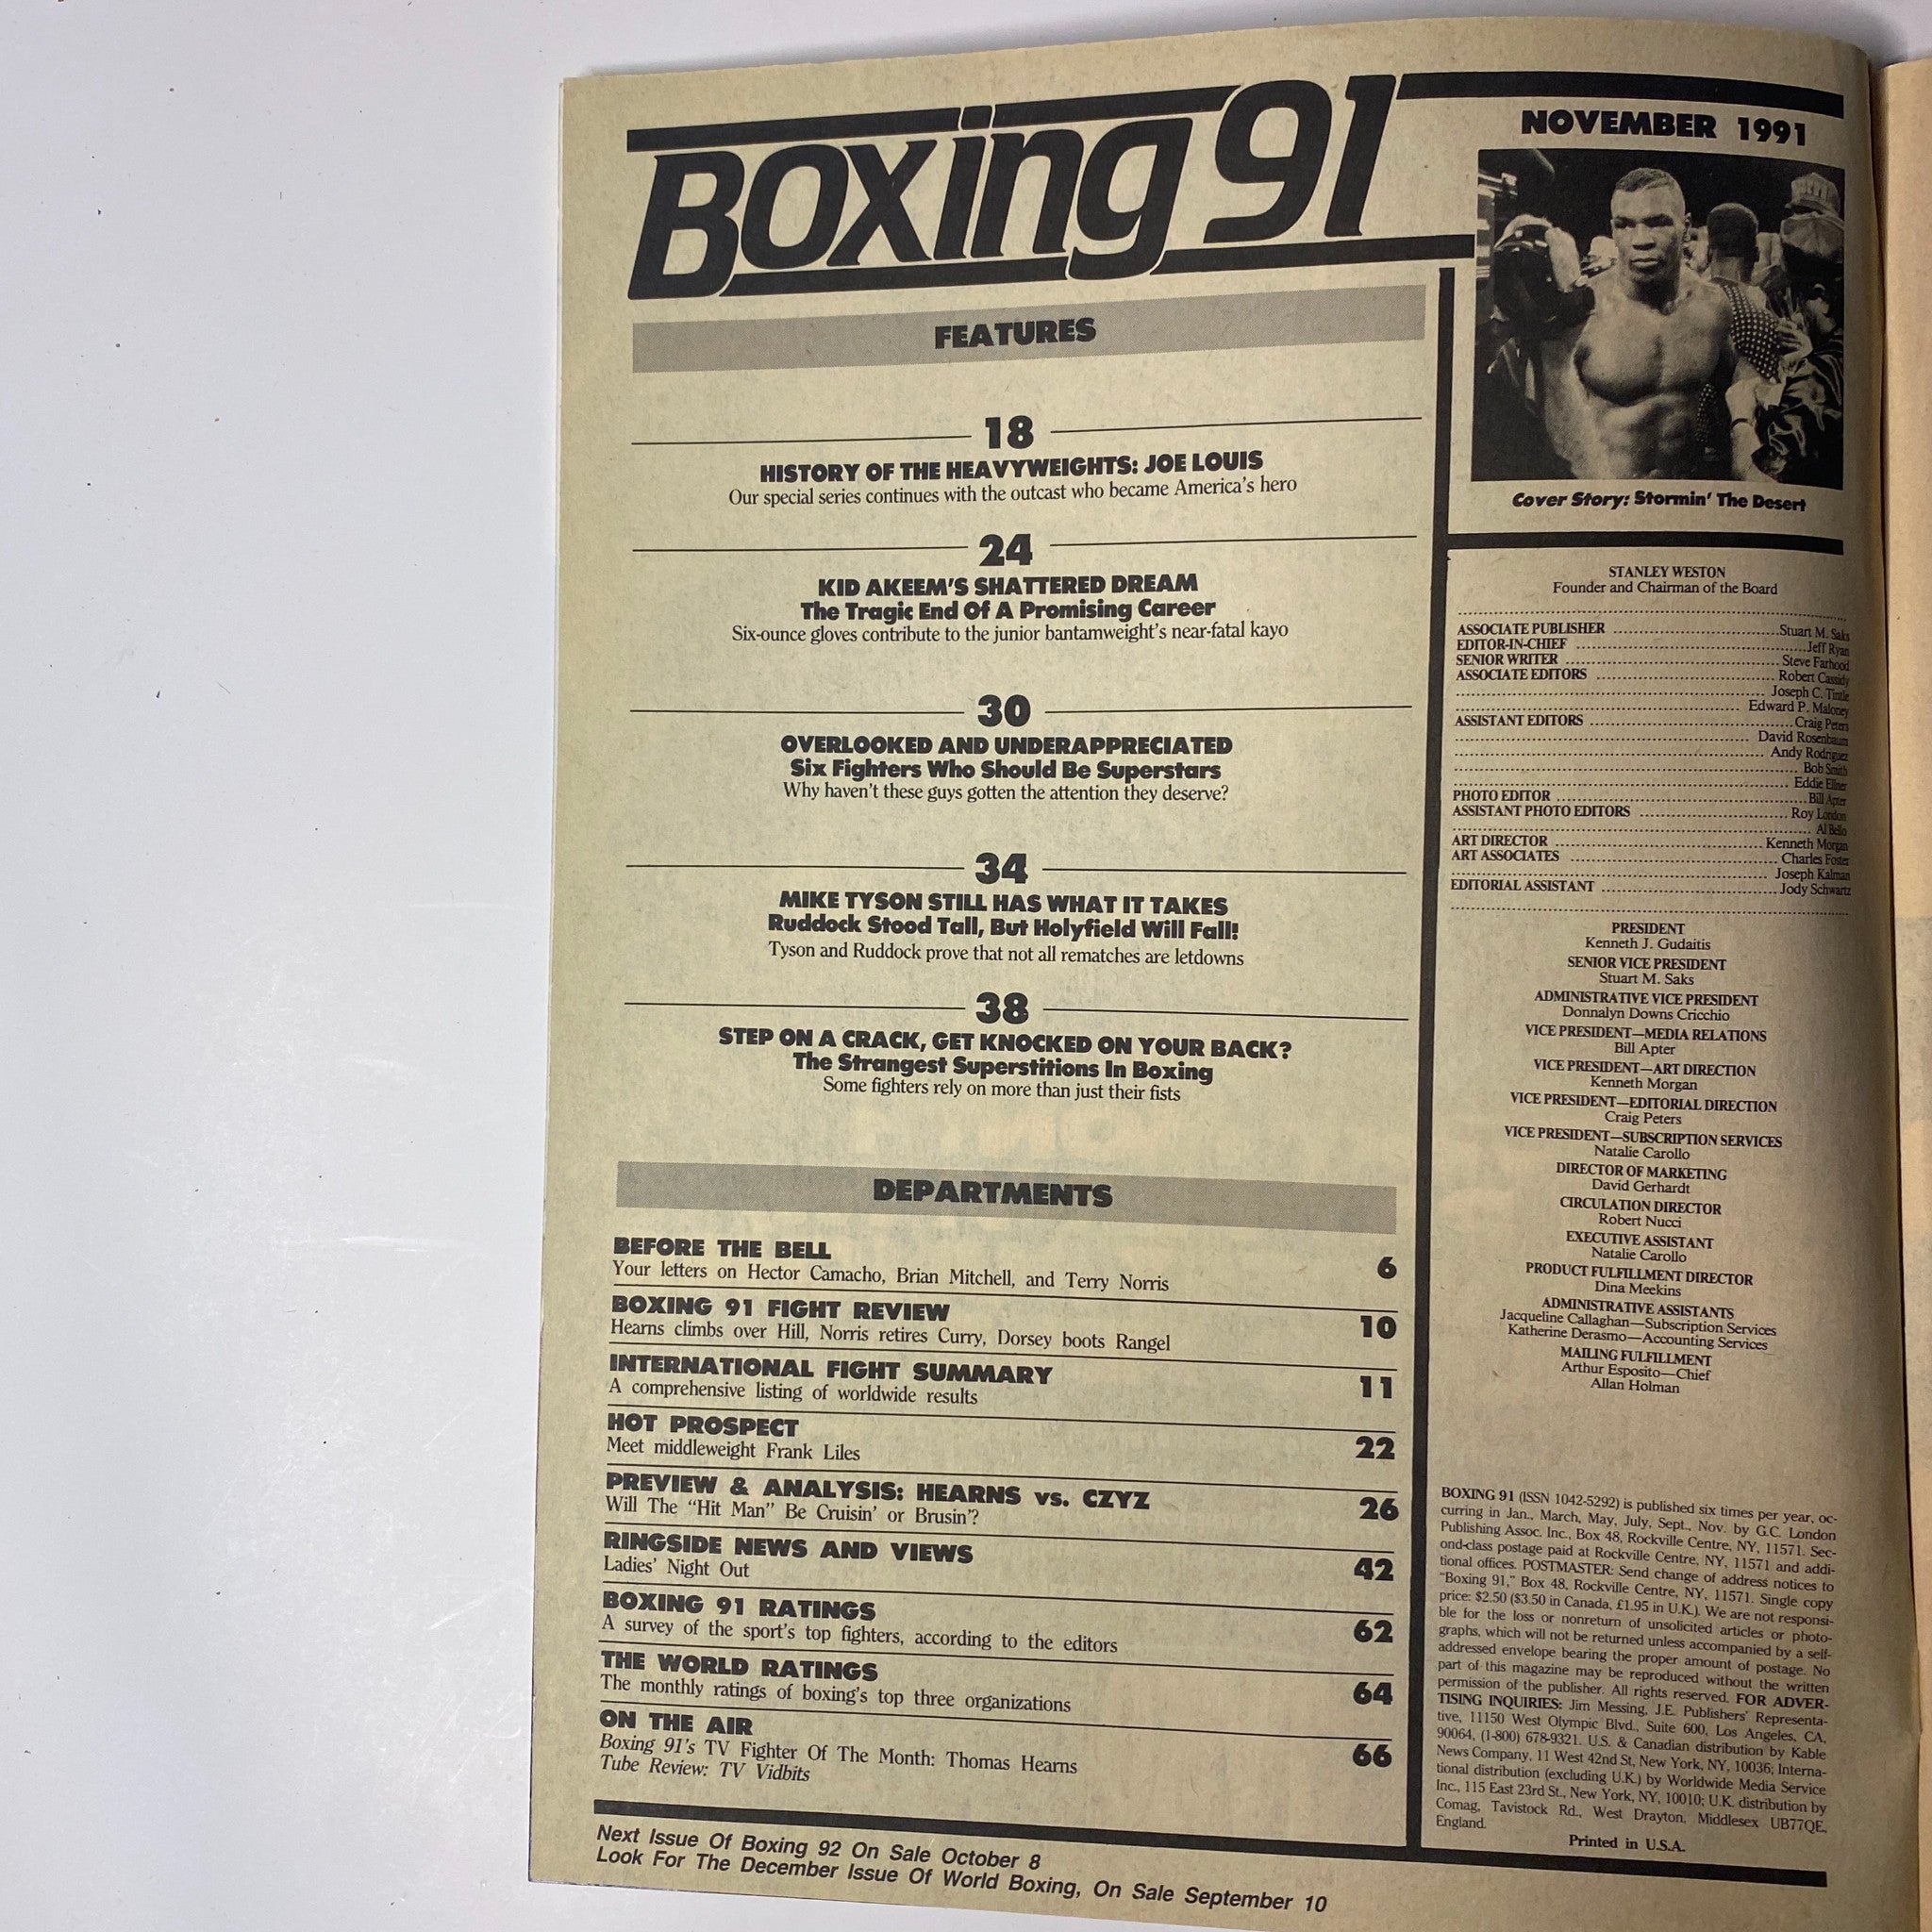 Boxing 91
FEATURES
18
HISTORY OF THE HEAVYWEIGHTS: JOE LOUIS
Our special series continues with the outcast who became America's hero
24
KID AKEEM'S SHATTERED DREAM
The Tragic End Of A Promising Career
Six-ounce gloves contribute to the junior bantamweight's near-fatal kayo
30
OVERLOOKED AND UNDERAPPRECIATED
Six Fighters Who Should Be Superstars
Why haven't these guys gotten the attention they deserve?
34
MIKE TYSON STILL HAS WHAT IT TAKES
Ruddock Stood Tall, But Holyfield Will Fall!
Tyson and Ruddock prove that not all rematches are letdowns
38
STEP ON A CRACK, GET KNOCKED ON YOUR BACK?
The Strangest Superstitions In Boxing
Some fighters rely on more than just their fists
DEPARTMENTS
BEFORE THE BELL
Your letters on Hector Camacho, Brian Mitchell, and Terry Norris
6
BOXING 91 FIGHT REVIEW
Hearns climbs over Hill, Norris retires Curry, Dorsey boots Rangel
10
INTERNATIONAL FIGHT SUMMARY
A comprehensive listing of worldwide results
11
HOT PROSPECT
Meet middleweight Frank Liles
22
PREVIEW & ANALYSIS: HEARNS vs. CZYZ
Will The "Hit Man" Be Cruisin' or Brusin'?
26
RINGSIDE NEWS AND VIEWS
Ladies' Night Out
42
BOXING 91 RATINGS
A survey of the sport's top fighters, according to the editors
62
THE WORLD RATINGS
The monthly ratings of boxing's top three organizations
64
ON THE AIR
Boxing 91's TV Fighter Of The Month: Thomas Hearns
Tube Review: TV Vidbits
66
Next Issue Of Boxing 92 On Sale October 8
Look For The December Issue Of World Boxing, On Sale September 10
NOVEMBER 1991
Cover Story: Stormin' The Desert
STANLEY WESTON
Founder and Chairman of the Board
ASSOCIATE PUBLISHER Stuart M. Saks
EDITOR-IN-CHIEF Jeff Ryan
SENIOR WRITER Steve Farhood
ASSOCIATE EDITORS Robert Cassidy
Joseph C. Tintle
Edward P. Maloney
ASSISTANT EDITORS Craig Peters
David Rosenbaum
Andy Rodriguez
Bob Smith
Eddie Ellner
PHOTO EDITOR Bill Apter
ASSISTANT PHOTO EDITORS Roy London
Al Bello
ART DIRECTOR Kenneth Morgan
ART ASSOCIATES Charles Foster
Joseph Kalman
EDITORIAL ASSISTANT Jody Schwartz
PRESIDENT
Kenneth J. Gudaitis
SENIOR VICE PRESIDENT
Stuart M. Saks
ADMINISTRATIVE VICE PRESIDENT
Donnalyn Downs Cricchio
VICE PRESIDENT—MEDIA RELATIONS
Bill Apter
VICE PRESIDENT—ART DIRECTION
Kenneth Morgan
VICE PRESIDENT—EDITORIAL DIRECTION
Craig Peters
VICE PRESIDENT—SUBSCRIPTION SERVICES
Natalie Carollo
DIRECTOR OF MARKETING
David Gerhardt
CIRCULATION DIRECTOR
Robert Nucci
EXECUTIVE ASSISTANT
Natalie Carollo
PRODUCT FULFILLMENT DIRECTOR
Dina Meekins
ADMINISTRATIVE ASSISTANTS
Jacqueline Callaghan—Subscription Services
Katherine Derasmo—Accounting Services
MAILING FULFILLMENT
Arthur Esposito—Chief
Allan Holman
BOXING 91 (ISSN 1042-5292) is published six times per year, oc-
curring in Jan., March, May, July, Sept., Nov. by G.C. London
Publishing Assoc. Inc., Box 48, Rockville Centre, NY, 11571. Sec-
ond-class postage paid at Rockville Centre, NY, 11571 and addi-
tional offices. POSTMASTER: Send change of address notices to
"Boxing 91," Box 48, Rockville Centre, NY, 11571. Single copy
price: $2.50 ($3.50 in Canada, £1.95 in U.K.). We are not responsi-
ble for the loss or nonreturn of unsolicited articles or photo-
graphs, which will not be returned unless accompanied by a self-
addressed envelope bearing the proper amount of postage. No
part of this magazine may be reproduced without the written
permission of the publisher. All rights reserved. FOR ADVER-
TISING INQUIRIES: Jim Messing, J.E. Publishers' Representa-
tive, 11150 West Olympic Blvd., Suite 600, Los Angeles, CA,
90064, (1-800) 678-9321. U.S. & Canadian distribution by Kable
News Company, 11 West 42nd St, New York, NY, 10036; Interna-
tional distribution (excluding U.K.) by Worldwide Media Service
Inc., 115 East 23rd St., New York, NY, 10010; U.K. distribution by
Comag, Tavistock Rd., West Drayton, Middlesex UB77QE,
England.
Printed in U.S.A.